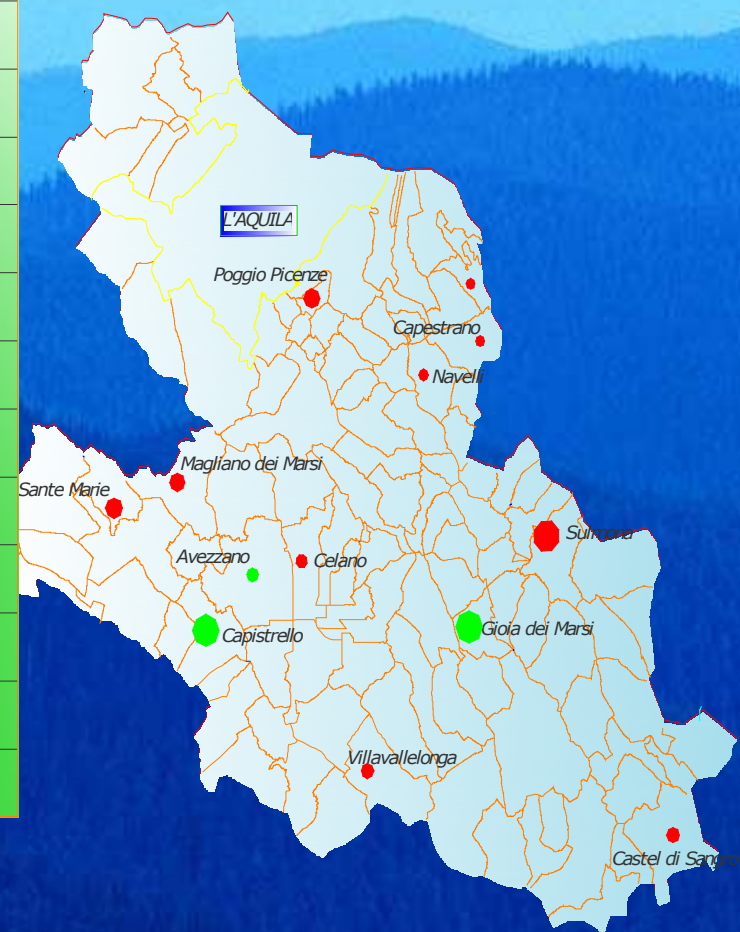 L'AQUILA
Poggio Picenze
Capestrano
Navelli
Magliano dei Marsi
Sante Marie
Sulmona
Avezzano
Celano
Gioia dei Marsi
Capistrello
Villavallelonga
Castel di Sangro